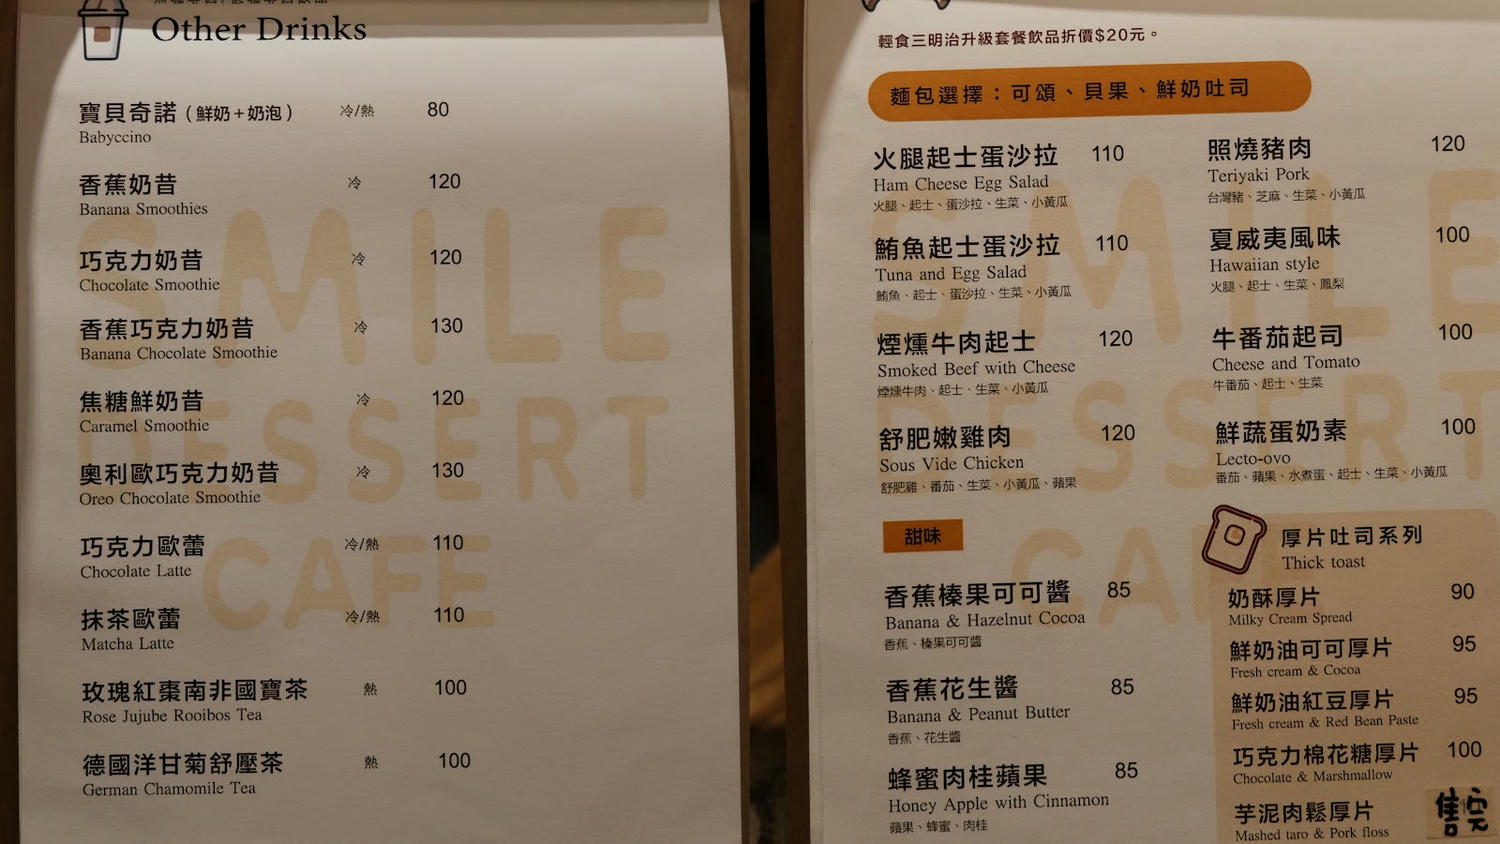 Other Drinks
寶貝奇諾（鮮奶+奶泡） 冷/熱 80
Babyccino
香蕉奶昔 冷 120
Banana Smoothies
巧克力奶昔 冷 120
Chocolate Smoothie
香蕉巧克力奶昔 冷 130
Banana Chocolate Smoothie
焦糖鮮奶昔 冷 120
Caramel Smoothie
奧利歐巧克力奶昔 冷 130
Oreo Chocolate Smoothie
巧克力歐蕾 冷/熱 110
Chocolate Latte
抹茶歐蕾 冷/熱 110
Matcha Latte
玫瑰紅棗南非國寶茶 熱 100
Rose Jujube Rooibos Tea
德國洋甘菊舒壓茶 熱 100
German Chamomile Tea
SMILE
DESSERT
CAFE
輕食三明治升級套餐飲品折價$20元。
麵包選擇：可頌、貝果、鮮奶吐司
火腿起士蛋沙拉 110
Ham Cheese Egg Salad
火腿、起士、蛋沙拉、生菜、小黃瓜
鮪魚起士蛋沙拉 110
Tuna and Egg Salad
鮪魚、起士、蛋沙拉、生菜、小黃瓜
煙燻牛肉起士 120
Smoked Beef with Cheese
煙燻牛肉、起士、生菜、小黃瓜
舒肥嫩雞肉 120
Sous Vide Chicken
舒肥雞、番茄、生菜、小黃瓜、蘋果
照燒豬肉 120
Teriyaki Pork
台灣豬、芝麻、生菜、小黃瓜
夏威夷風味 100
Hawaiian style
火腿、起士、生菜、鳳梨
牛番茄起司 100
Cheese and Tomato
牛番茄、起士、生菜
鮮蔬蛋奶素 100
Lecto-ovo
番茄、蘋果、水煮蛋、起士、生菜、小黃瓜
甜味
香蕉榛果可可醬 85
Banana & Hazelnut Cocoa
香蕉、榛果可可醬
香蕉花生醬 85
Banana & Peanut Butter
香蕉、花生醬
蜂蜜肉桂蘋果 85
Honey Apple with Cinnamon
蘋果、蜂蜜、肉桂
厚片吐司系列
Thick toast
奶酥厚片 90
Milky Cream Spread
鮮奶油可可厚片 95
Fresh cream & Cocoa
鮮奶油紅豆厚片 95
Fresh cream & Red Bean Paste
巧克力棉花糖厚片 100
Chocolate & Marshmallow
芋泥肉鬆厚片 售完
Mashed taro & Pork floss
SMILE
DESSERT
CAFE